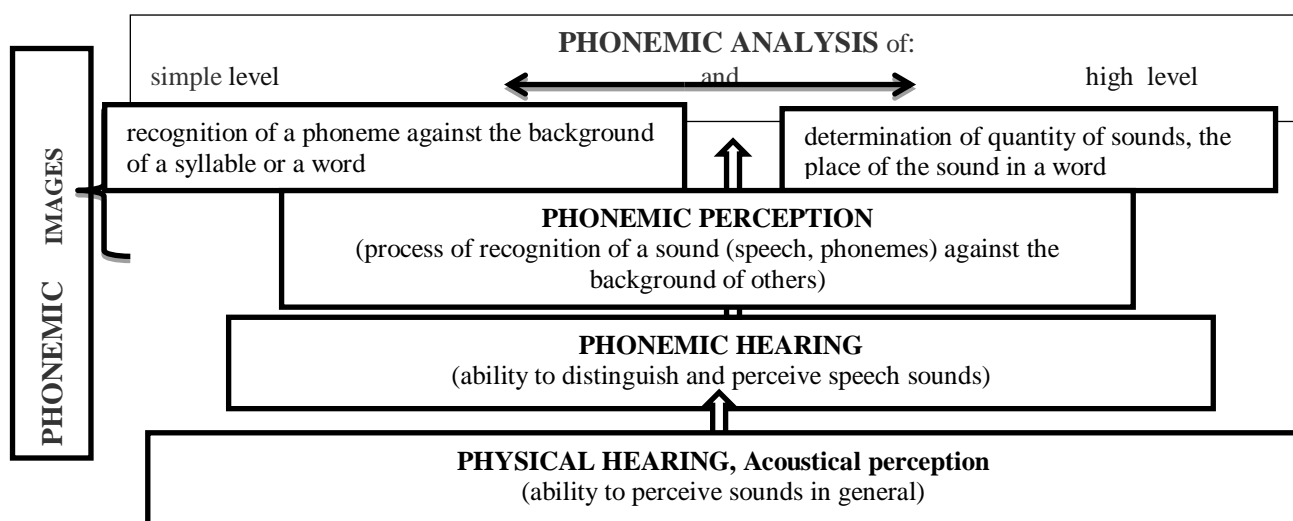 PHONEMIC ANALYSIS of:
simple level and high level
recognition of a phoneme against the background
of a syllable or a word
determination of quantity of sounds, the
place of the sound in a word
PHONEMIC IMAGES
PHONEMIC PERCEPTION
(process of recognition of a sound (speech, phonemes) against the
background of others)
PHONEMIC HEARING
(ability to distinguish and perceive speech sounds)
PHYSICAL HEARING, Acoustical perception
(ability to perceive sounds in general)